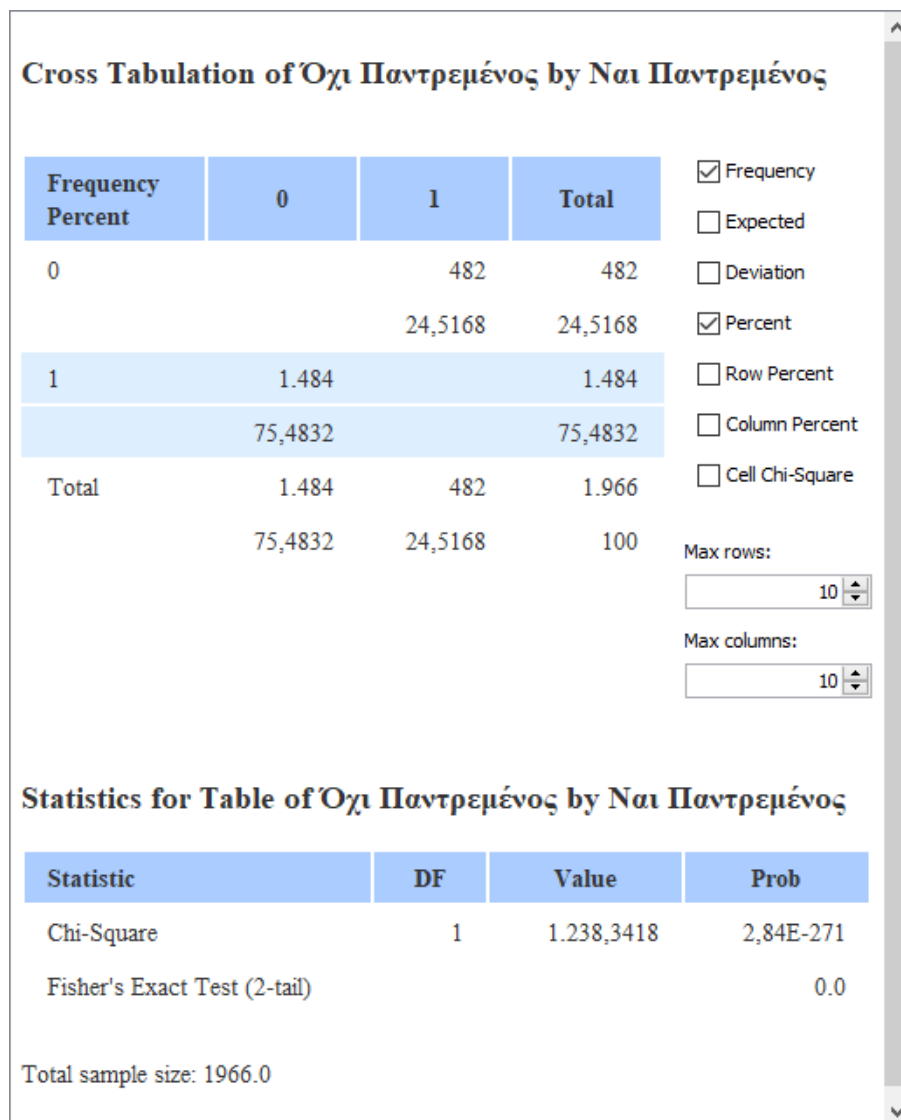 Cross Tabulation of Όχι Παντρεμένος by Ναι Παντρεμένος
Frequency
Percent
0
1
Total
0 482 482
24,5168 24,5168
1 1.484 1.484
75,4832 75,4832
Total 1.484 482 1.966
75,4832 24,5168 100
Frequency
Expected
Deviation
Percent
Row Percent
Column Percent
Cell Chi-Square
Max rows:
10
Max columns:
10
Statistics for Table of Όχι Παντρεμένος by Ναι Παντρεμένος
Statistic DF Value Prob
Chi-Square 1 1.238,3418 2,84E-271
Fisher's Exact Test (2-tail) 0.0
Total sample size: 1966.0